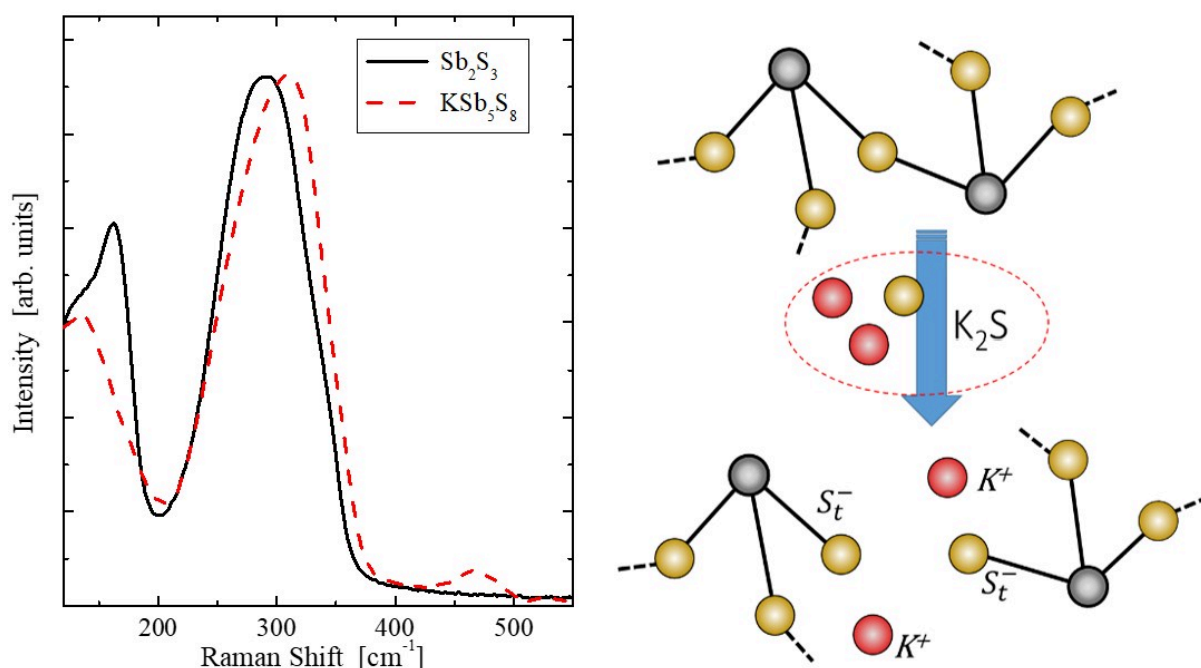 Sb₂S₃
KSb₅S₈
Intensity [arb. units]
200
300
400
500
Raman Shift [cm⁻¹]
K₂S
K⁺
Sₜ⁻
Sₜ⁻
K⁺